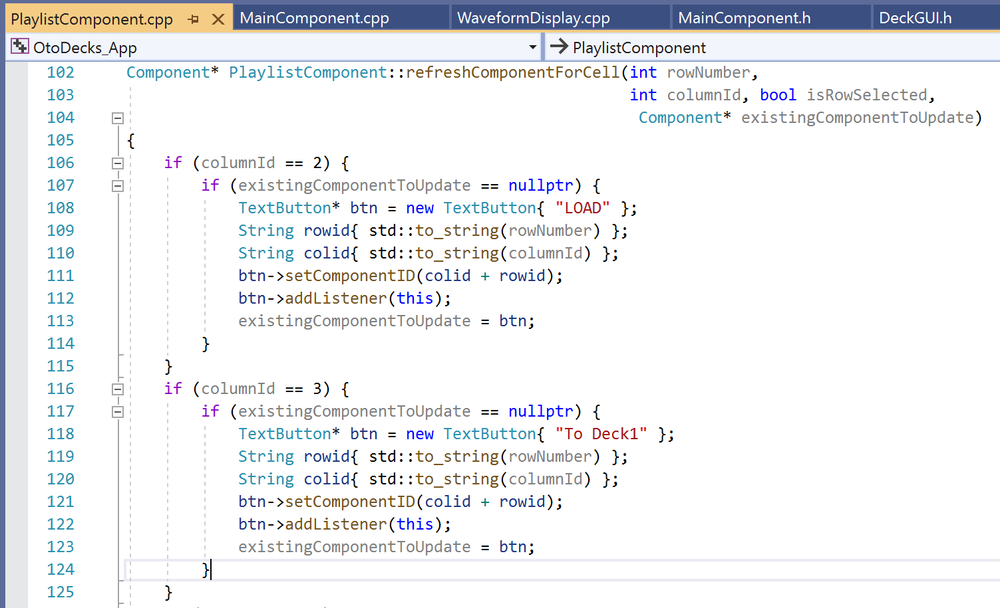 PlaylistComponent.cpp MainComponent.cpp WaveformDisplay.cpp MainComponent.h DeckGUI.h
OtoDecks_App PlaylistComponent
102 Component* PlaylistComponent::refreshComponentForCell(int rowNumber,
103 int columnId, bool isRowSelected,
104 Component* existingComponentToUpdate)
105 {
106 if (columnId == 2) {
107 if (existingComponentToUpdate == nullptr) {
108 TextButton* btn = new TextButton{ "LOAD" };
109 String rowid{ std::to_string(rowNumber) };
110 String colid{ std::to_string(columnId) };
111 btn->setComponentID(colid + rowid);
112 btn->addListener(this);
113 existingComponentToUpdate = btn;
114 }
115 }
116 if (columnId == 3) {
117 if (existingComponentToUpdate == nullptr) {
118 TextButton* btn = new TextButton{ "To Deck1" };
119 String rowid{ std::to_string(rowNumber) };
120 String colid{ std::to_string(columnId) };
121 btn->setComponentID(colid + rowid);
122 btn->addListener(this);
123 existingComponentToUpdate = btn;
124 }
125 }